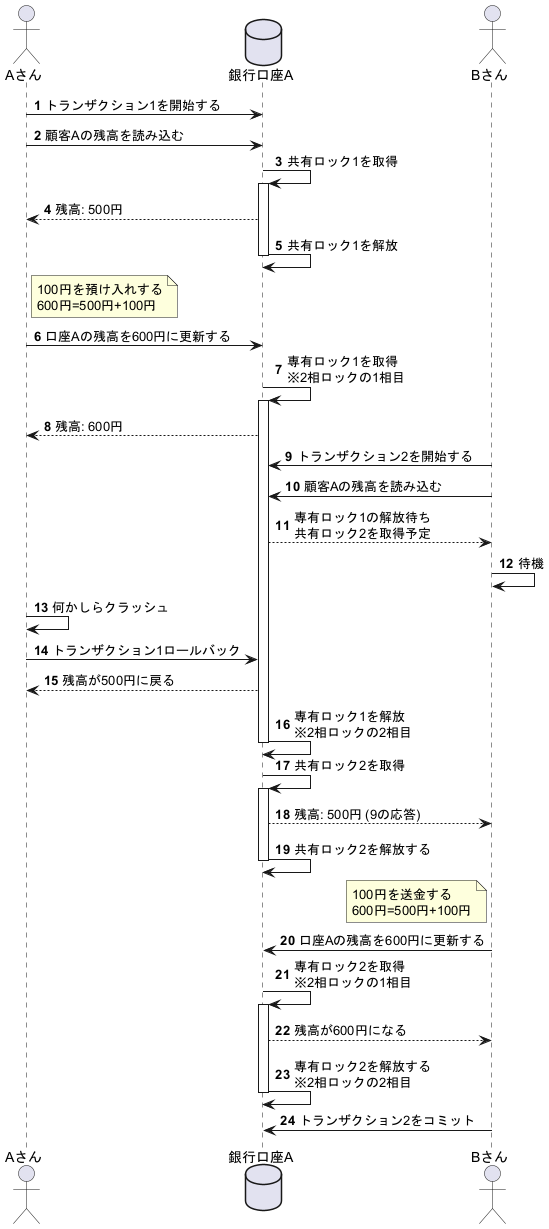 Aさん
銀行口座A
Bさん
1 トランザクション1を開始する
2 顧客Aの残高を読み込む
3 共有ロック1を取得
4 残高: 500円
5 共有ロック1を解放
100円を預け入れする
600円=500円+100円
6 口座Aの残高を600円に更新する
7 専有ロック1を取得
※2相ロックの1相目
8 残高: 600円
9 トランザクション2を開始する
10 顧客Aの残高を読み込む
11 専有ロック1の解放待ち
共有ロック2を取得予定
12 待機
13 何かしらクラッシュ
14 トランザクション1ロールバック
15 残高が500円に戻る
16 専有ロック1を解放
※2相ロックの2相目
17 共有ロック2を取得
18 残高: 500円 (9の応答)
19 共有ロック2を解放する
100円を送金する
600円=500円+100円
20 口座Aの残高を600円に更新する
21 専有ロック2を取得
※2相ロックの1相目
22 残高が600円になる
23 専有ロック2を解放する
※2相ロックの2相目
24 トランザクション2をコミット
Aさん
銀行口座A
Bさん